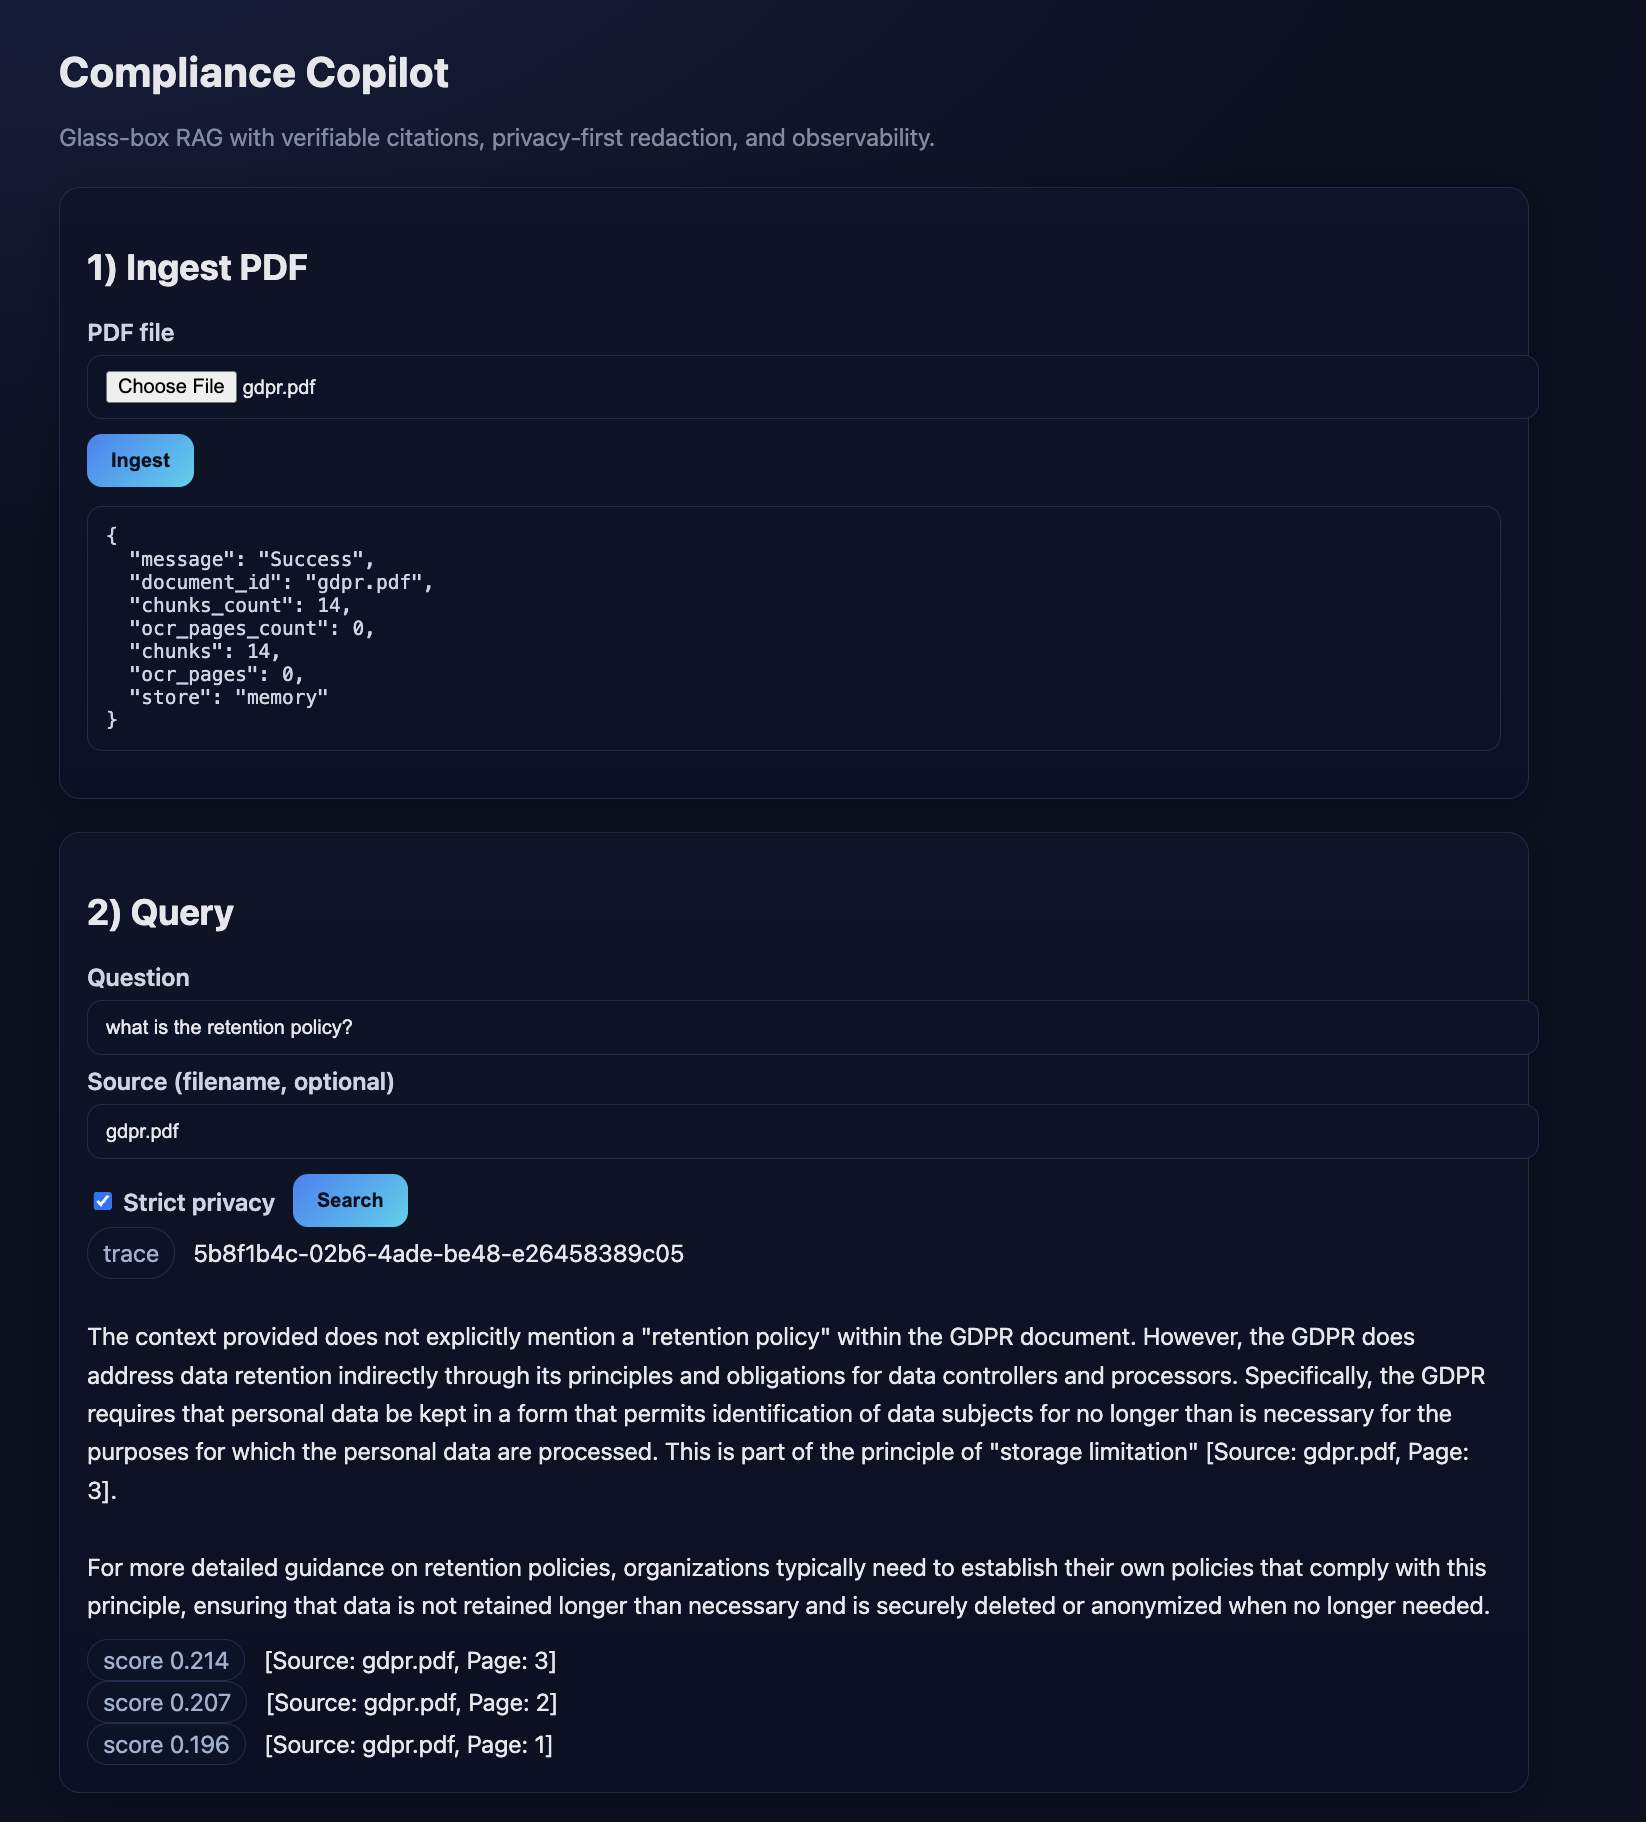 Compliance Copilot
Glass-box RAG with verifiable citations, privacy-first redaction, and observability.
1) Ingest PDF
PDF file
Choose File gdpr.pdf
Ingest
{
  "message": "Success",
  "document_id": "gdpr.pdf",
  "chunks_count": 14,
  "ocr_pages_count": 0,
  "chunks": 14,
  "ocr_pages": 0,
  "store": "memory"
}
2) Query
Question
what is the retention policy?
Source (filename, optional)
gdpr.pdf
Strict privacy Search
trace 5b8f1b4c-02b6-4ade-be48-e26458389c05
The context provided does not explicitly mention a "retention policy" within the GDPR document. However, the GDPR does
address data retention indirectly through its principles and obligations for data controllers and processors. Specifically, the GDPR
requires that personal data be kept in a form that permits identification of data subjects for no longer than is necessary for the
purposes for which the personal data are processed. This is part of the principle of "storage limitation" [Source: gdpr.pdf, Page:
3].
For more detailed guidance on retention policies, organizations typically need to establish their own policies that comply with this
principle, ensuring that data is not retained longer than necessary and is securely deleted or anonymized when no longer needed.
score 0.214 [Source: gdpr.pdf, Page: 3]
score 0.207 [Source: gdpr.pdf, Page: 2]
score 0.196 [Source: gdpr.pdf, Page: 1]